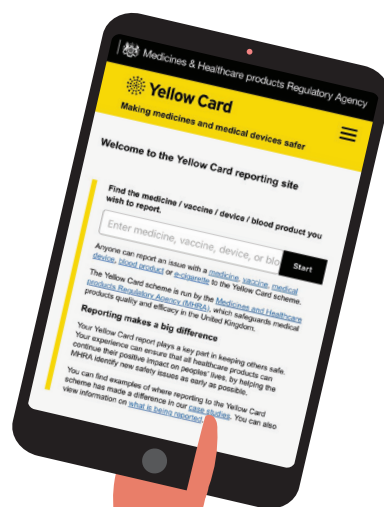 Medicines & Healthcare products Regulatory Agency
Yellow Card
Making medicines and medical devices safer
Welcome to the Yellow Card reporting site
Find the medicine / vaccine / device / blood product you
wish to report.
Enter medicine, vaccine, device, or blo
Start
Anyone can report an issue with a medicine, vaccine, medical
device, blood product or e-cigarette to the Yellow Card scheme.
The Yellow Card scheme is run by the Medicines and Healthcare
products Regulatory Agency (MHRA), which safeguards medical
products quality and efficacy in the United Kingdom.
Reporting makes a big difference
Your Yellow Card report plays a key part in keeping others safe.
Your experience can ensure that all healthcare products can
continue their positive impact on peoples' lives, by helping the
MHRA identify new safety issues as early as possible.
You can find examples of where reporting to the Yellow Card
scheme has made a difference in our case studies. You can also
view information on what is being reported.